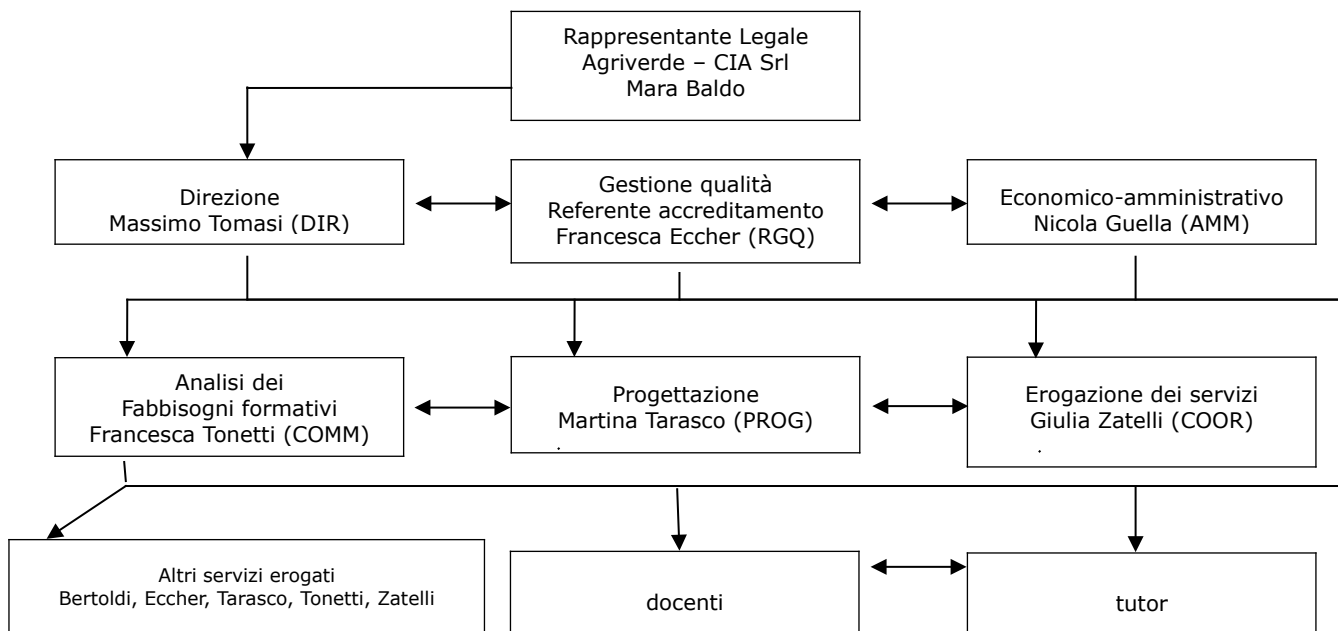 Rappresentante Legale
Agriverde – CIA Srl
Mara Baldo
Direzione
Massimo Tomasi (DIR)
Gestione qualità
Referente accreditamento
Francesca Eccher (RGQ)
Economico-amministrativo
Nicola Guella (AMM)
Analisi dei
Fabbisogni formativi
Francesca Tonetti (COMM)
Progettazione
Martina Tarasco (PROG)
.
Erogazione dei servizi
Giulia Zatelli (COOR)
.
Altri servizi erogati
Bertoldi, Eccher, Tarasco, Tonetti, Zatelli
docenti
tutor